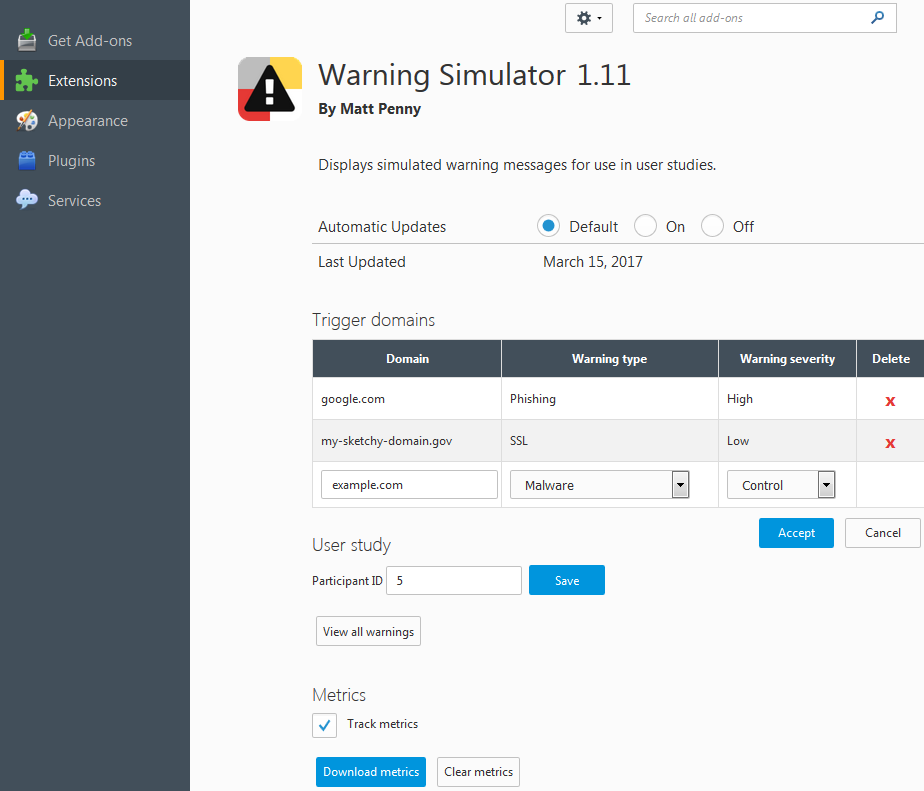 Search all add-ons
Get Add-ons
Extensions
Appearance
Plugins
Services
Warning Simulator 1.11
By Matt Penny
Displays simulated warning messages for use in user studies.
Automatic Updates Default On Off
Last Updated March 15, 2017
Trigger domains
Domain Warning type Warning severity Delete
google.com Phishing High x
my-sketchy-domain.gov SSL Low x
example.com Malware Control
Accept Cancel
User study
Participant ID 5 Save
View all warnings
Metrics
Track metrics
Download metrics Clear metrics